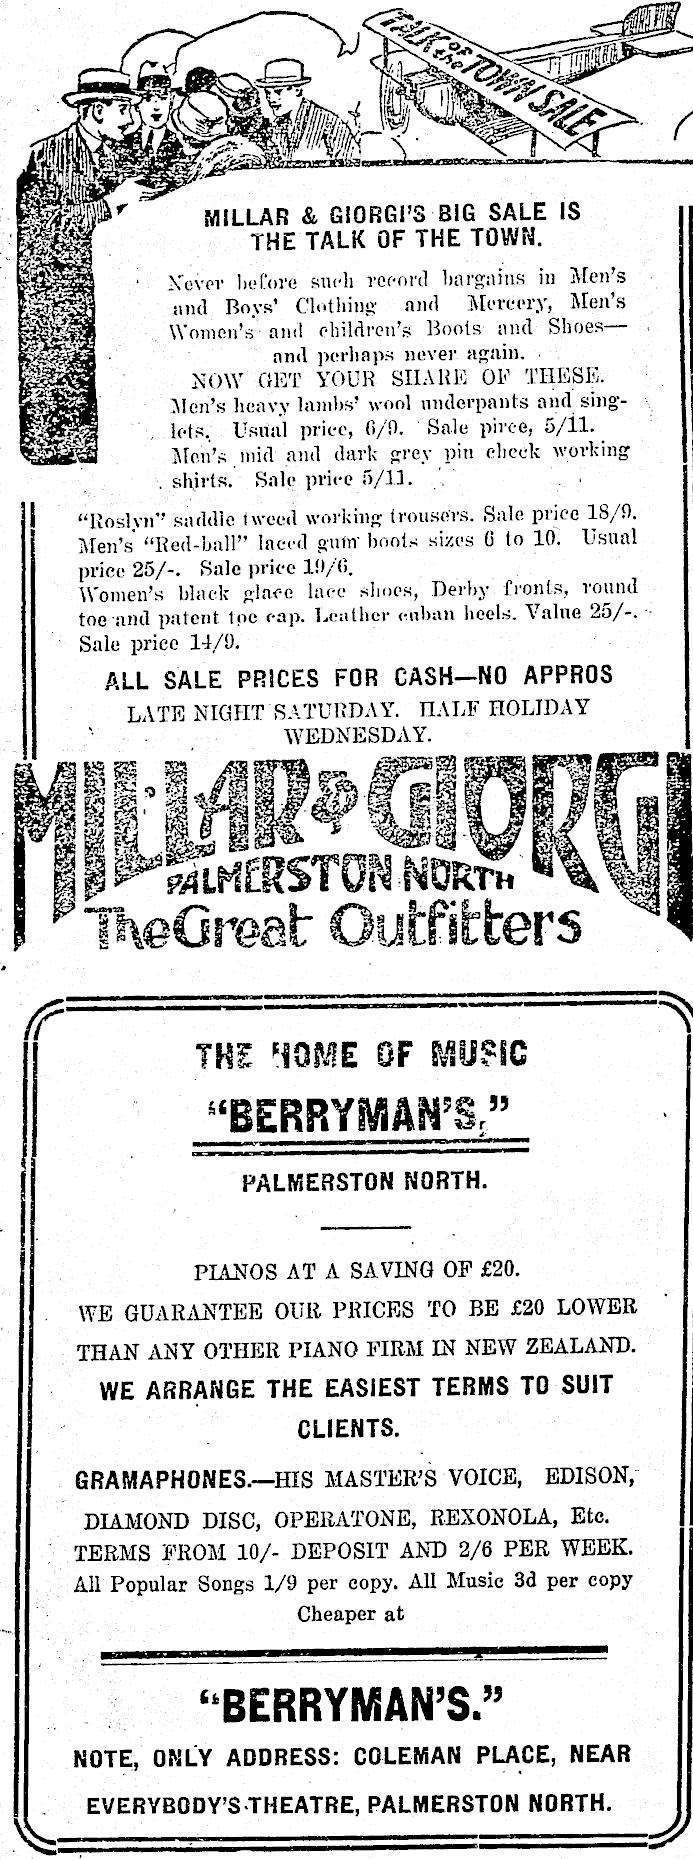 TALK OF the TOWN SALE
MILLAR & GIORGI'S BIG SALE IS
THE TALK OF THE TOWN.
Never before such record bargains in Men's
and Boys' Clothing and Mercery, Men's
Women's and children's Boots and Shoes—
and perhaps never again.
NOW GET YOUR SHARE OF THESE.
Men's heavy lambs' wool underpants and sing-
lets. Usual price, 6/9. Sale pirce, 5/11.
Men's mid and dark grey pin check working
shirts. Sale price 5/11.
"Roslyn" saddle tweed working trousers. Sale price 18/9.
Men's "Red-ball" laced gum boots sizes 6 to 10. Usual
price 25/-. Sale price 19/6.
Women's black glace lace shoes, Derby fronts, round
toe and patent toe cap. Leather cuban heels. Value 25/-.
Sale price 14/9.
ALL SALE PRICES FOR CASH—NO APPROS
LATE NIGHT SATURDAY. HALF HOLIDAY
WEDNESDAY.
MILLAR & GIORGI
PALMERSTON NORTH
The Great Outfitters
THE HOME OF MUSIC
"BERRYMAN'S,"
PALMERSTON NORTH.
PIANOS AT A SAVING OF £20.
WE GUARANTEE OUR PRICES TO BE £20 LOWER
THAN ANY OTHER PIANO FIRM IN NEW ZEALAND.
WE ARRANGE THE EASIEST TERMS TO SUIT
CLIENTS.
GRAMAPHONES.—HIS MASTER'S VOICE, EDISON,
DIAMOND DISC, OPERATONE, REXONOLA, Etc.
TERMS FROM 10/- DEPOSIT AND 2/6 PER WEEK.
All Popular Songs 1/9 per copy. All Music 3d per copy
Cheaper at
"BERRYMAN'S."
NOTE, ONLY ADDRESS: COLEMAN PLACE, NEAR
EVERYBODY'S THEATRE, PALMERSTON NORTH.